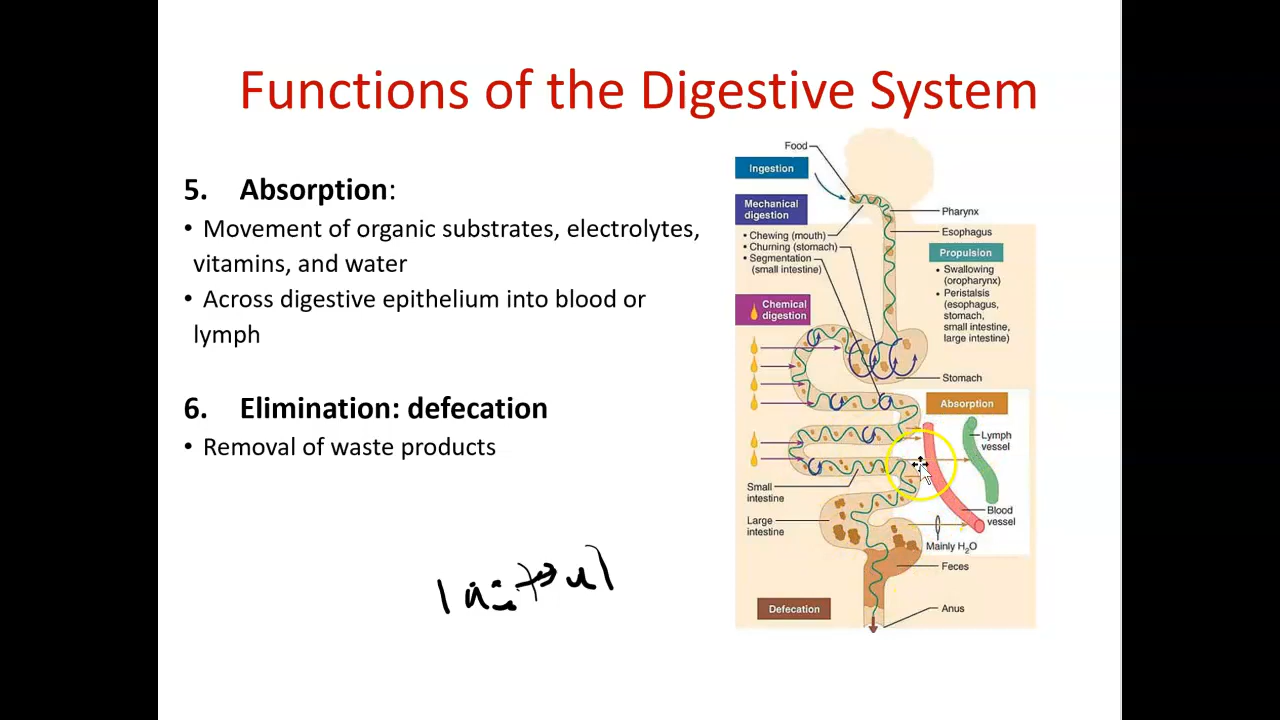 Functions of the Digestive System
5. Absorption:
• Movement of organic substrates, electrolytes,
vitamins, and water
• Across digestive epithelium into blood or
lymph
6. Elimination: defecation
• Removal of waste products
Food
Ingestion
Mechanical
digestion
• Chewing (mouth)
• Churning (stomach)
• Segmentation
(small intestine)
Chemical
digestion
Pharynx
Esophagus
Propulsion
• Swallowing
(oropharynx)
• Peristalsis
(esophagus,
stomach,
small intestine,
large intestine)
Stomach
Absorption
Lymph
vessel
Small
intestine
Blood
vessel
Large
intestine
Mainly H₂O
Feces
Defecation
Anus